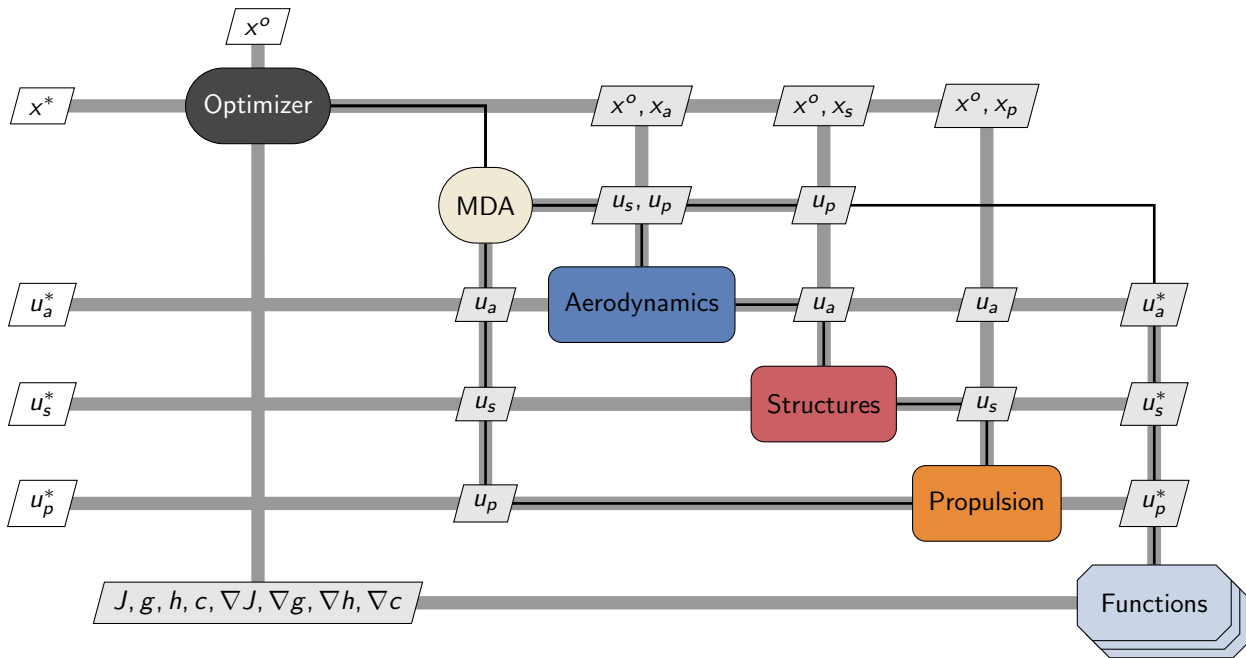 x^o
x* Optimizer x^o, x_a x^o, x_s x^o, x_p
MDA u_s, u_p u_p
u_a^* u_a Aerodynamics u_a u_a u_a^*
u_s^* u_s Structures u_s u_s^*
u_p^* u_p Propulsion u_p^*
J, g, h, c, ∇J, ∇g, ∇h, ∇c Functions